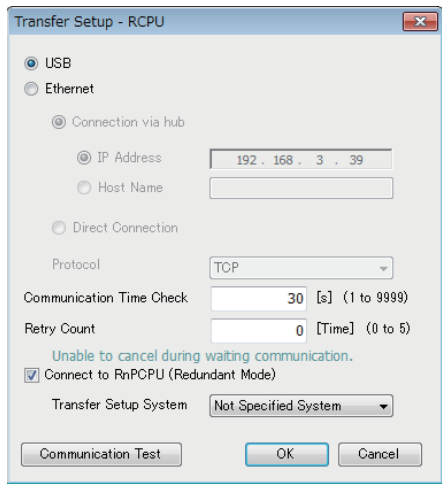 Transfer Setup - RCPU
USB
Ethernet
Connection via hub
IP Address 192 . 168 . 3 . 39
Host Name
Direct Connection
Protocol TCP
Communication Time Check 30 [s] (1 to 9999)
Retry Count 0 [Time] (0 to 5)
Unable to cancel during waiting communication.
Connect to RnPCPU (Redundant Mode)
Transfer Setup System Not Specified System
Communication Test OK Cancel